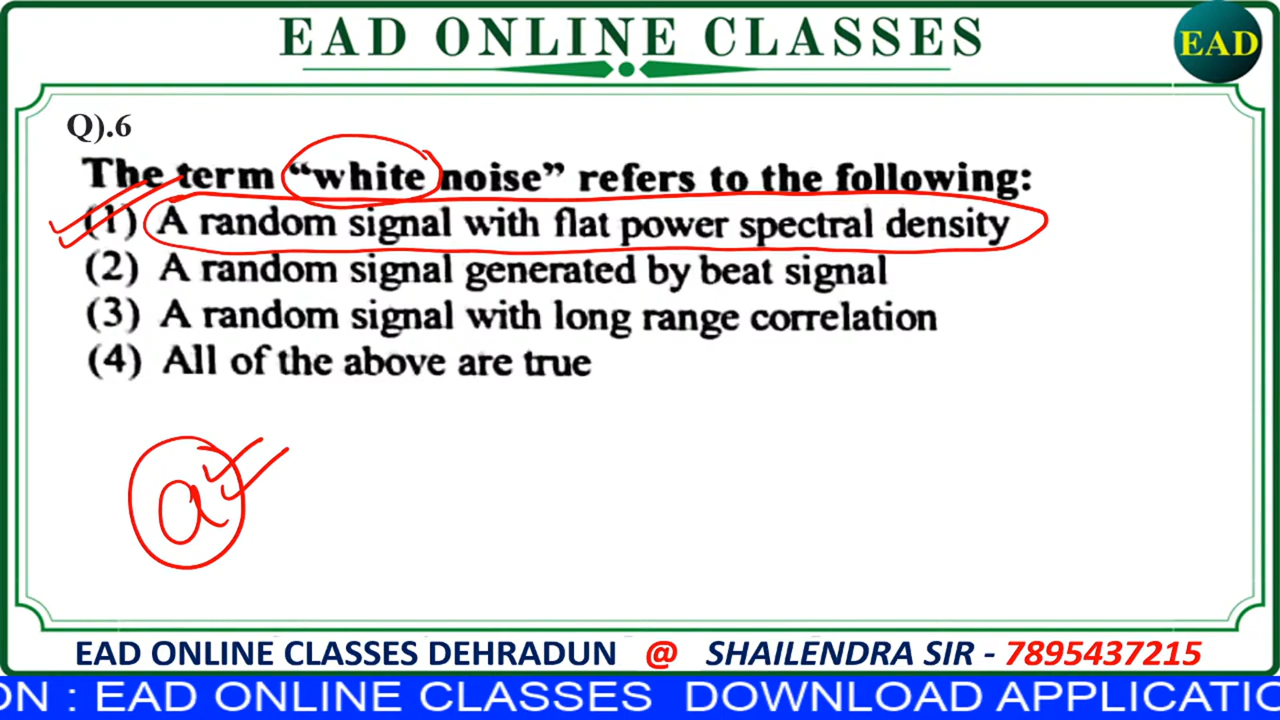 EAD ONLINE CLASSES
EAD
Q).6
The term “white noise” refers to the following:
(1) A random signal with flat power spectral density
(2) A random signal generated by beat signal
(3) A random signal with long range correlation
(4) All of the above are true
a
EAD ONLINE CLASSES DEHRADUN @ SHAILENDRA SIR - 7895437215
ON : EAD ONLINE CLASSES DOWNLOAD APPLICATIO